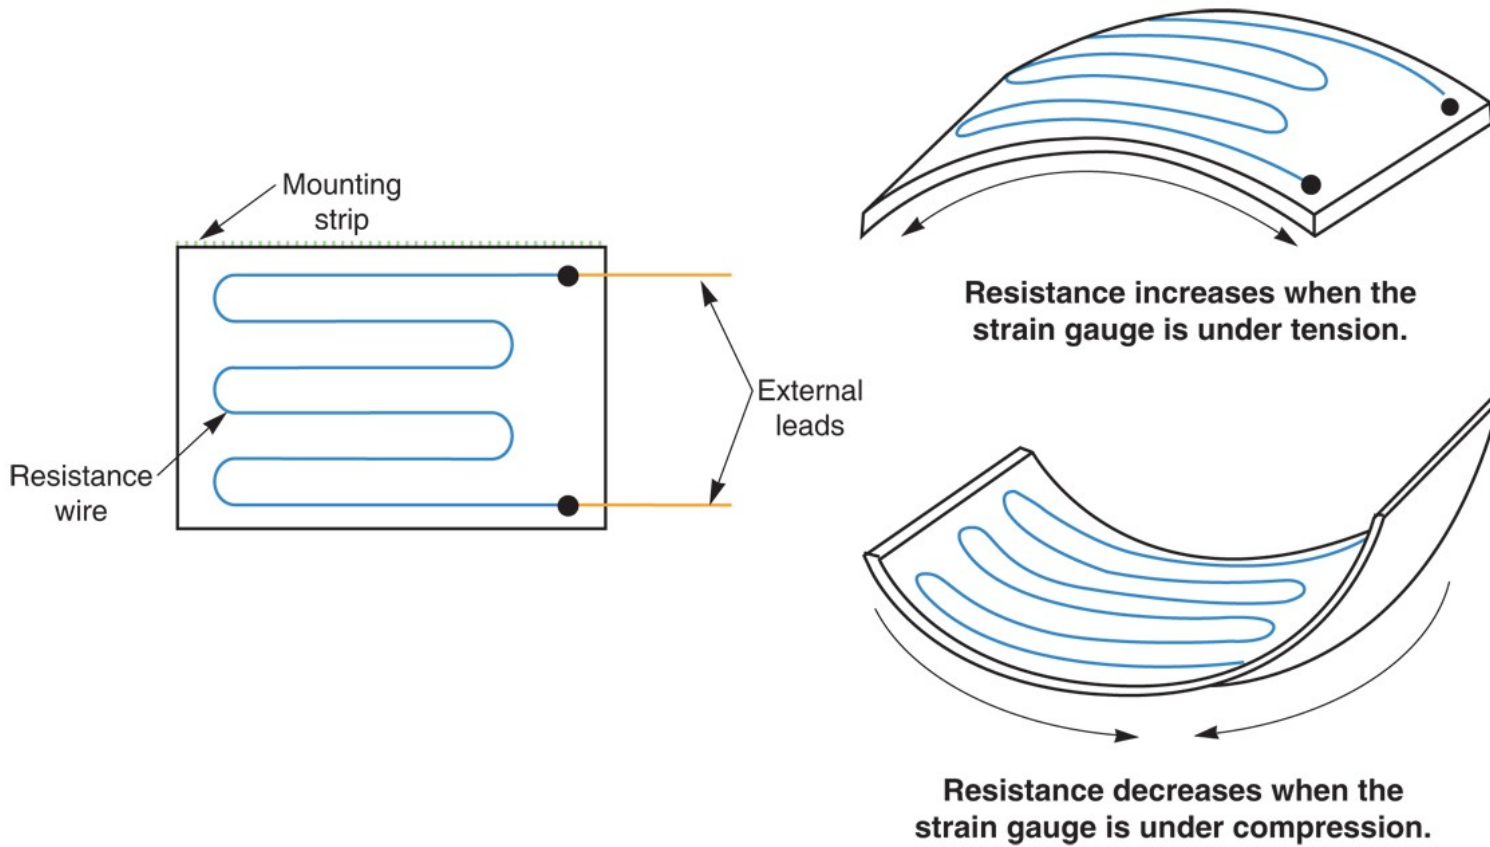 Mounting
strip
Resistance
wire
External
leads
Resistance increases when the
strain gauge is under tension.
Resistance decreases when the
strain gauge is under compression.